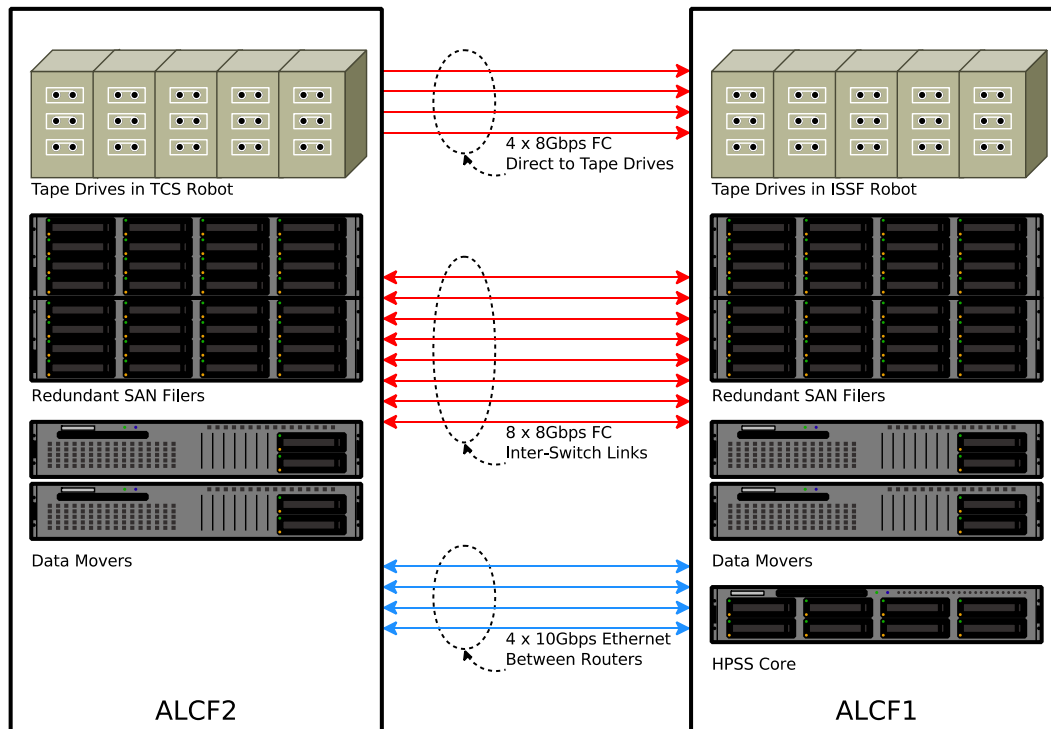 4 x 8Gbps FC
Direct to Tape Drives
Tape Drives in TCS Robot
Tape Drives in ISSF Robot
Redundant SAN Filers
Redundant SAN Filers
8 x 8Gbps FC
Inter-Switch Links
Data Movers
Data Movers
4 x 10Gbps Ethernet
Between Routers
HPSS Core
ALCF2
ALCF1